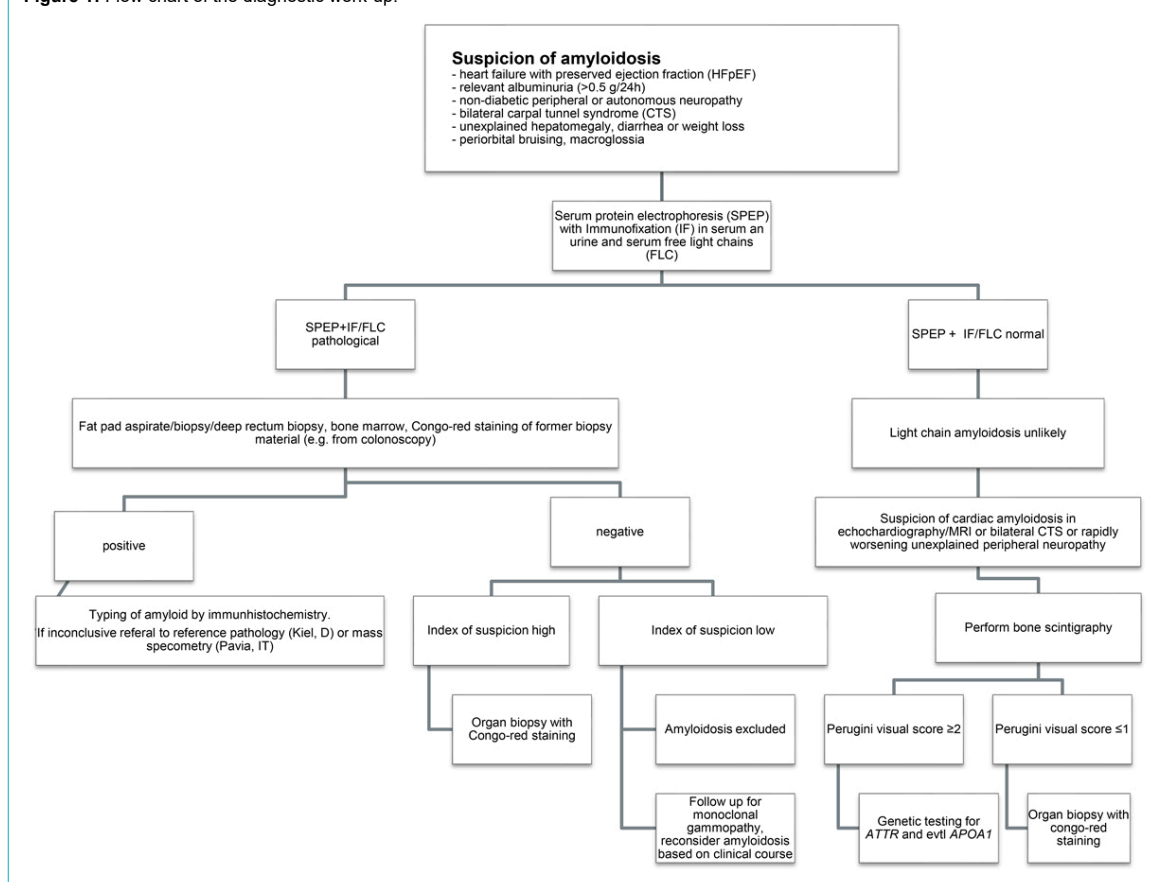 Figure 1. Flow chart of the diagnostic work-up.
Suspicion of amyloidosis
- heart failure with preserved ejection fraction (HFpEF)
- relevant albuminuria (>0.5 g/24h)
- non-diabetic peripheral or autonomous neuropathy
- bilateral carpal tunnel syndrome (CTS)
- unexplained hepatomegaly, diarrhea or weight loss
- periorbital bruising, macroglossia
Serum protein electrophoresis (SPEP)
with Immunofixation (IF) in serum an
urine and serum free light chains
(FLC)
SPEP+IF/FLC
pathological
SPEP + IF/FLC normal
Fat pad aspirate/biopsy/deep rectum biopsy, bone marrow, Congo-red staining of former biopsy
material (e.g. from colonoscopy)
Light chain amyloidosis unlikely
positive
negative
Suspicion of cardiac amyloidosis in
echochardiography/MRI or bilateral CTS or rapidly
worsening unexplained peripheral neuropathy
Typing of amyloid by immunhistochemistry.
If inconclusive referal to reference pathology (Kiel, D) or mass
specometry (Pavia, IT)
Index of suspicion high
Index of suspicion low
Perform bone scintigraphy
Organ biopsy with
Congo-red staining
Amyloidosis excluded
Perugini visual score ≥2
Perugini visual score ≤1
Follow up for
monoclonal
gammopathy,
reconsider amyloidosis
based on clinical course
Genetic testing for
ATTR and evtl APOA1
Organ biopsy with
congo-red
staining